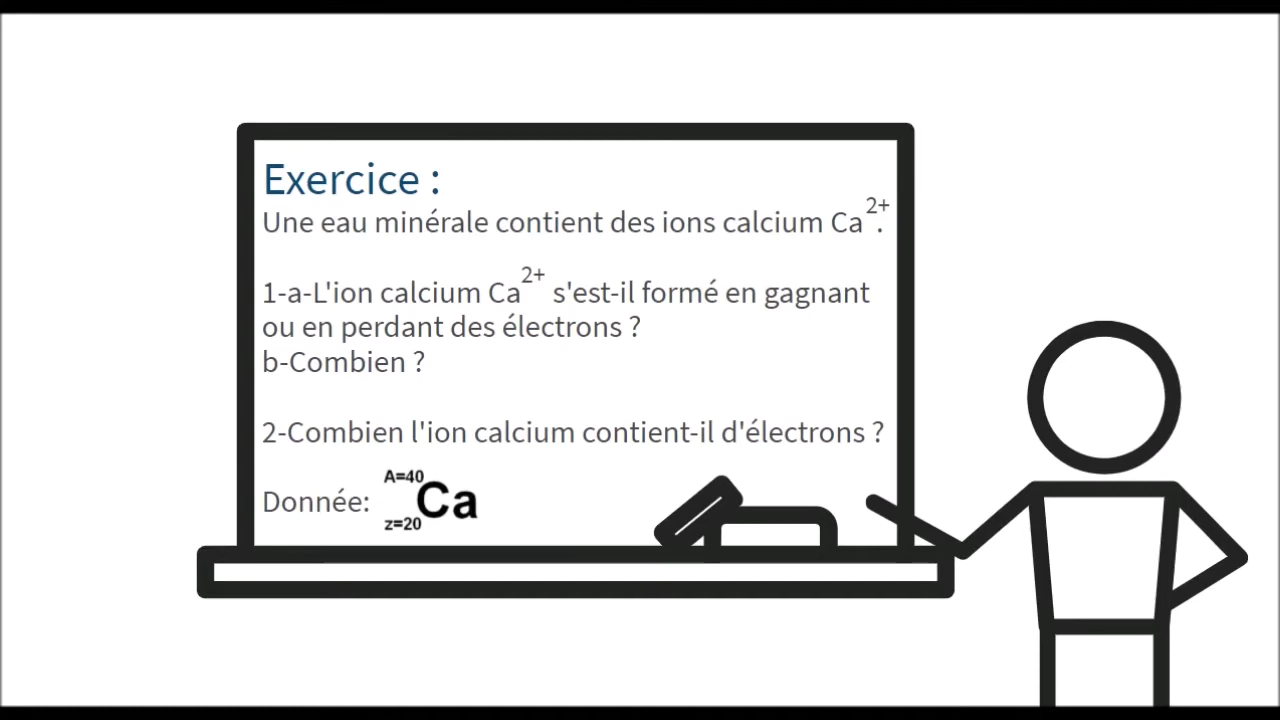 Exercice :
Une eau minérale contient des ions calcium Ca2+.
1-a-L'ion calcium Ca2+ s'est-il formé en gagnant
ou en perdant des électrons ?
b-Combien ?
2-Combien l'ion calcium contient-il d'électrons ?
Donnée: A=40 z=20 Ca